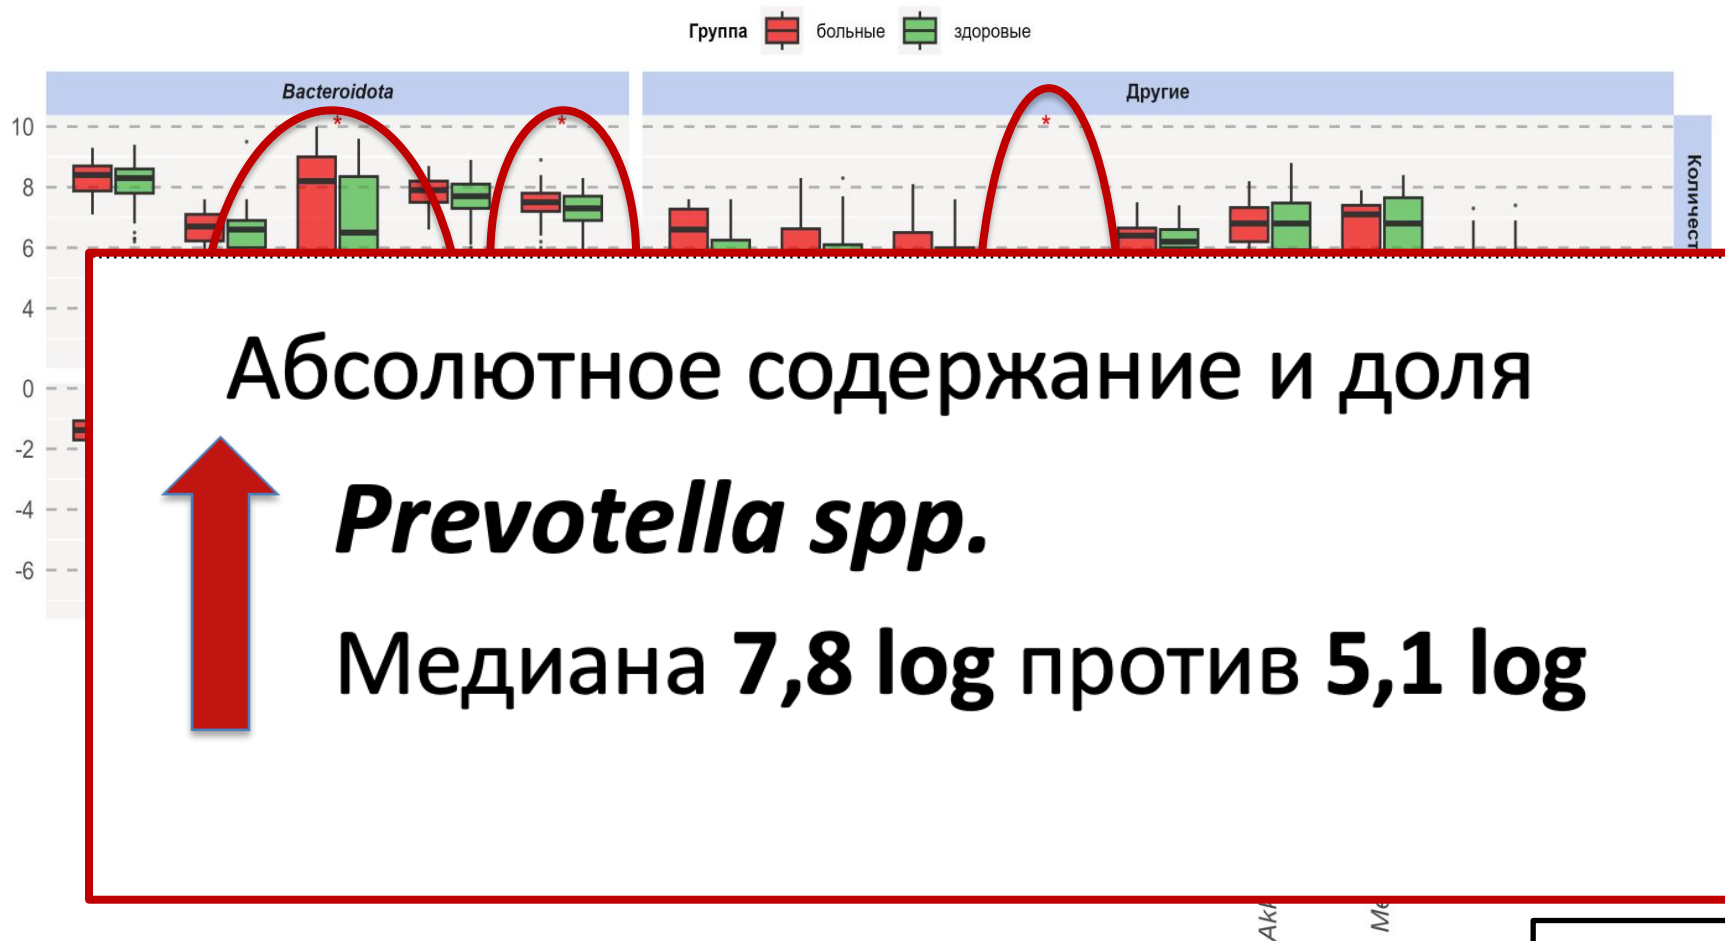 Группа больные здоровые
Bacteroidota
Другие
*
*
*
10
8
6
4
0
-2
-4
-6
Абсолютное содержание и доля
Prevotella spp.
Медиана 7,8 log против 5,1 log